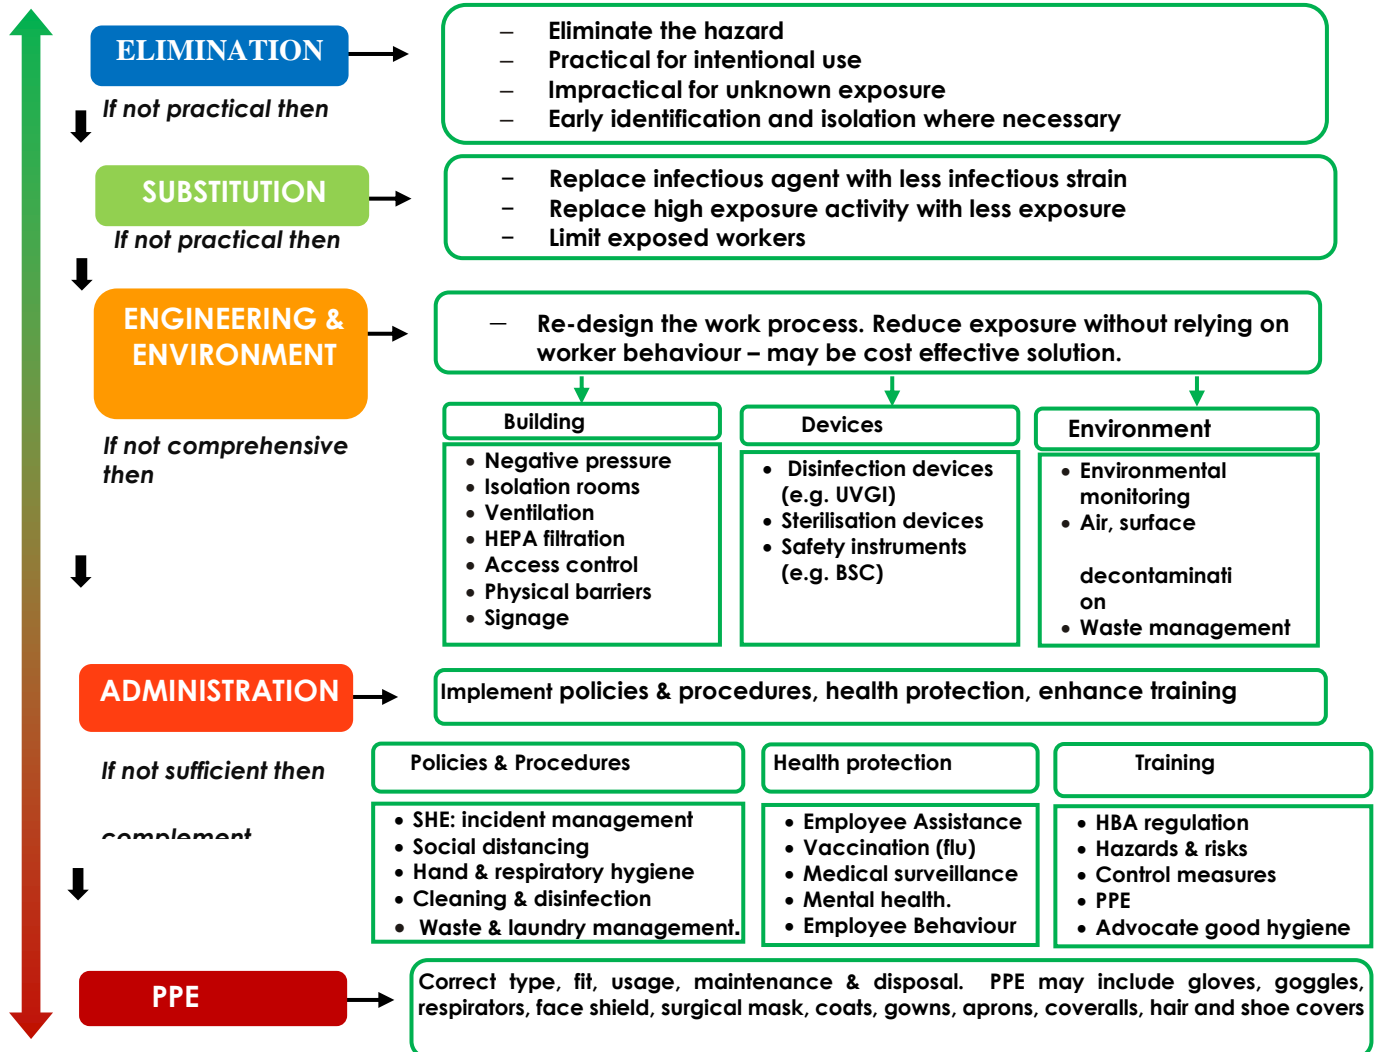 ELIMINATION
If not practical then
– Eliminate the hazard
– Practical for intentional use
– Impractical for unknown exposure
– Early identification and isolation where necessary
SUBSTITUTION
If not practical then
– Replace infectious agent with less infectious strain
– Replace high exposure activity with less exposure
– Limit exposed workers
ENGINEERING &
ENVIRONMENT
If not comprehensive
then
– Re-design the work process. Reduce exposure without relying on
worker behaviour – may be cost effective solution.
Building
• Negative pressure
• Isolation rooms
• Ventilation
• HEPA filtration
• Access control
• Physical barriers
• Signage
Devices
• Disinfection devices
(e.g. UVGI)
• Sterilisation devices
• Safety instruments
(e.g. BSC)
Environment
• Environmental
monitoring
• Air, surface
decontaminati
on
• Waste management
ADMINISTRATION
If not sufficient then
complement
Implement policies & procedures, health protection, enhance training
Policies & Procedures
• SHE: incident management
• Social distancing
• Hand & respiratory hygiene
• Cleaning & disinfection
• Waste & laundry management.
Health protection
• Employee Assistance
• Vaccination (flu)
• Medical surveillance
• Mental health.
• Employee Behaviour
Training
• HBA regulation
• Hazards & risks
• Control measures
• PPE
• Advocate good hygiene
PPE
Correct type, fit, usage, maintenance & disposal. PPE may include gloves, goggles,
respirators, face shield, surgical mask, coats, gowns, aprons, coveralls, hair and shoe covers